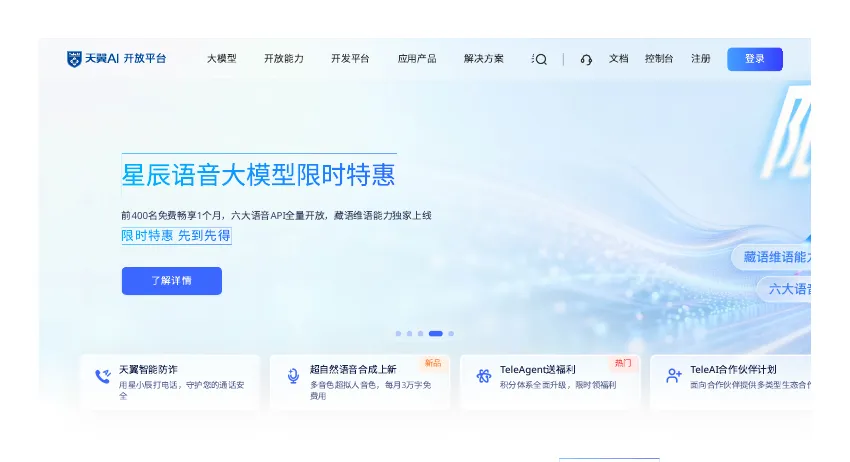 天翼AI 开放平台
大模型
开放能力
开发平台
应用产品
解决方案
文档
控制台
注册
登录
星辰语音大模型限时特惠
前400名免费畅享1个月，六大语音API全量开放，藏语维语能力独家上线
限时特惠 先到先得
了解详情
限
藏语维语能力
六大语音
天翼智能防诈
用星小辰打电话，守护您的通话安
全
超自然语音合成上新
新品
多音色超拟人音色，每月3万字免
费用
TeleAgent送福利
热门
积分体系全面升级，限时领福利
TeleAI合作伙伴计划
面向合作伙伴提供多类型生态合作